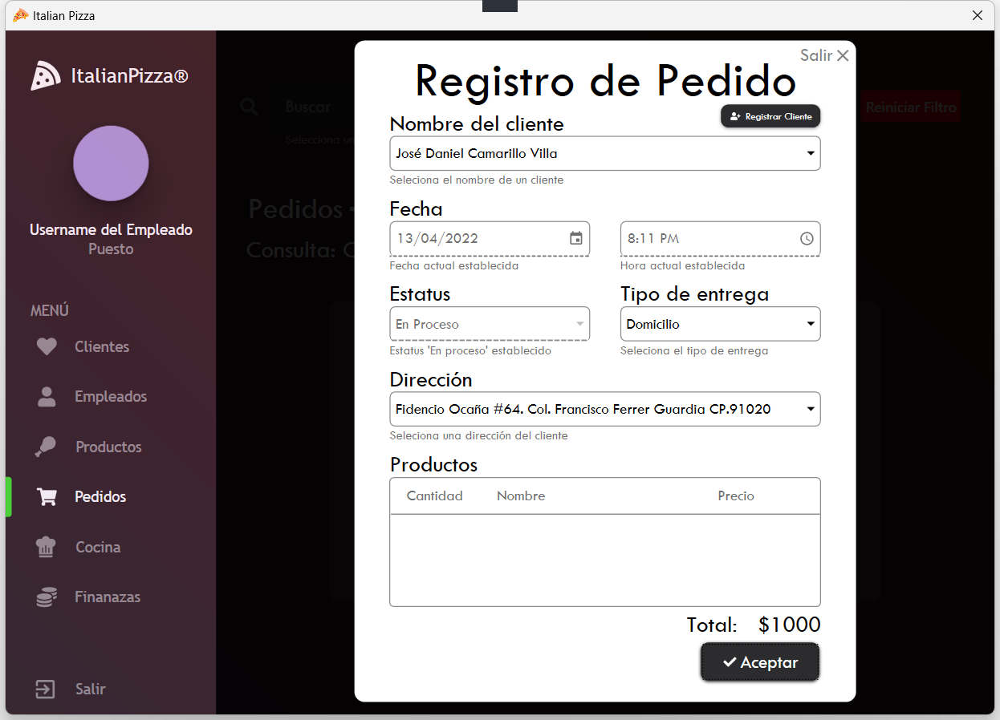 Italian Pizza
ItalianPizza®
Username del Empleado
Puesto
MENÚ
Clientes
Empleados
Productos
Pedidos
Cocina
Finanazas
Salir
Buscar
Selecciona un
Reiniciar Filtro
Pedidos
Consulta:
Salir
Registro de Pedido
Registrar Cliente
Nombre del cliente
José Daniel Camarillo Villa
Seleciona el nombre de un cliente
Fecha
13/04/2022
8:11 PM
Fecha actual establecida
Hora actual establecida
Estatus
Tipo de entrega
En Proceso
Domicilio
Estatus 'En proceso' establecido
Seleciona el tipo de entrega
Dirección
Fidencio Ocaña #64. Col. Francisco Ferrer Guardia CP.91020
Seleciona una dirección del cliente
Productos
Cantidad Nombre Precio
Total: $1000
Aceptar